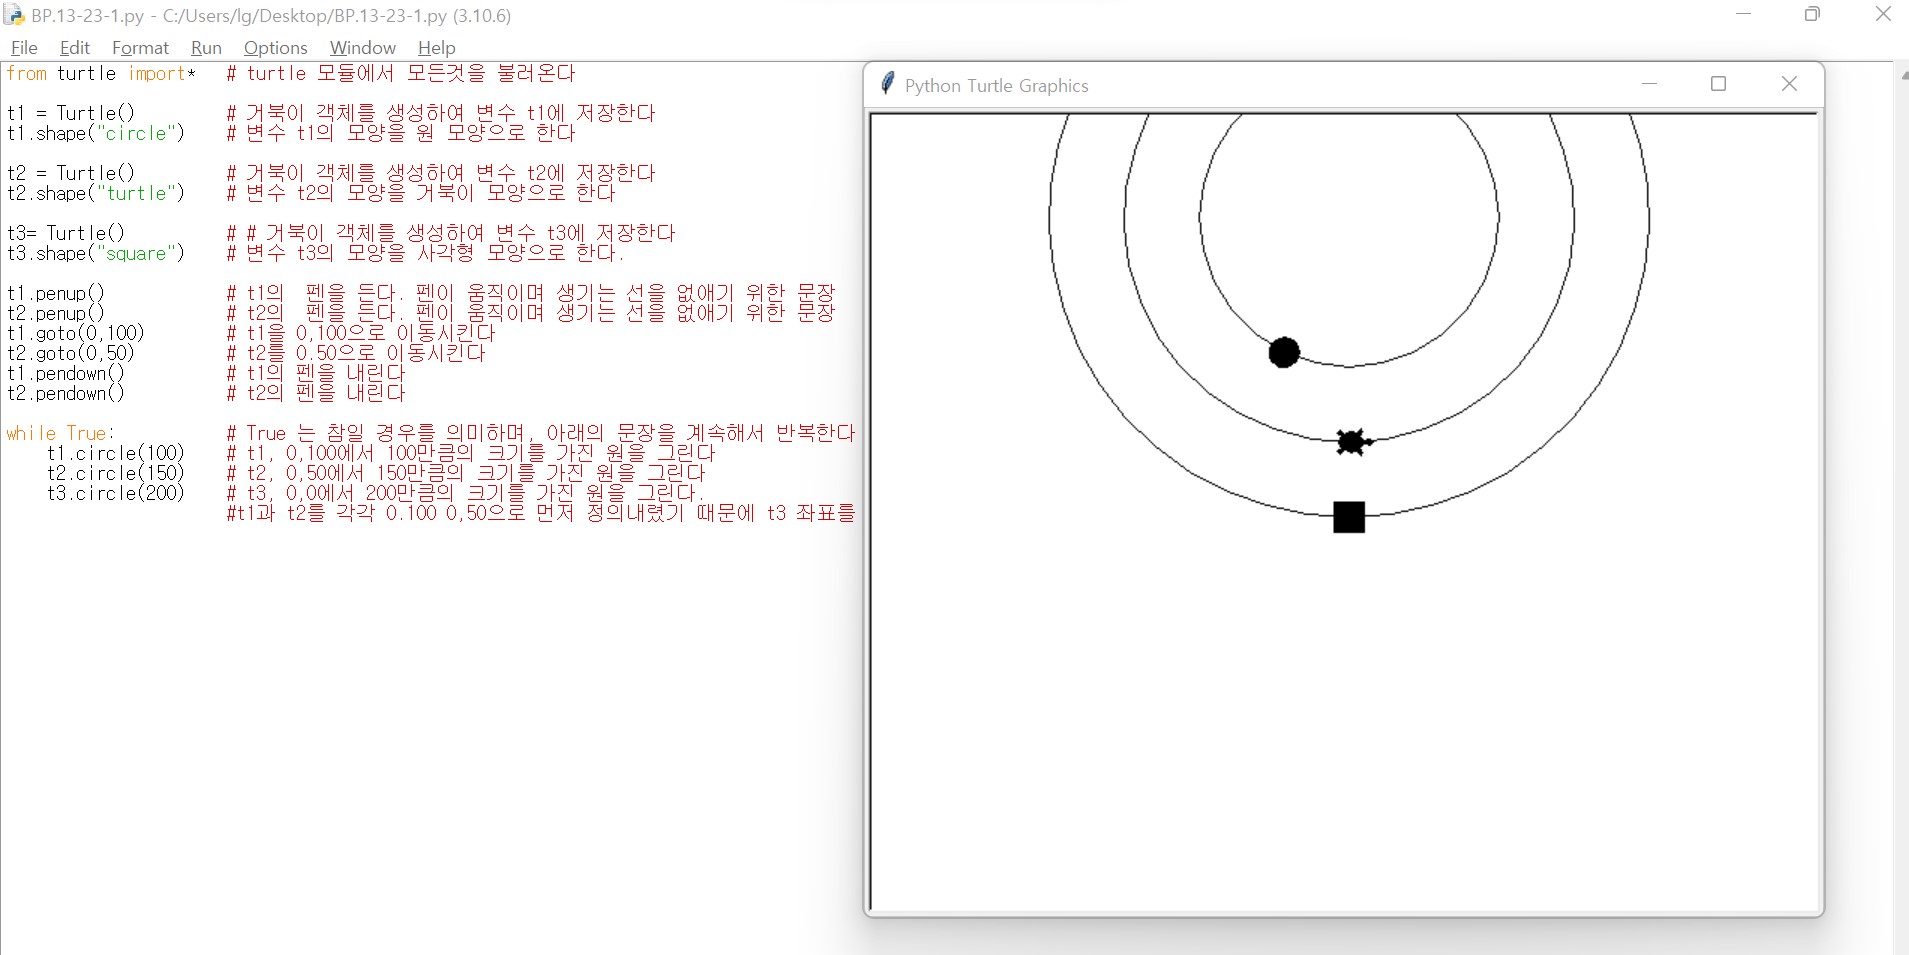 BP.13-23-1.py - C:/Users/lg/Desktop/BP.13-23-1.py (3.10.6)
File Edit Format Run Options Window Help
from turtle import* # turtle 모듈에서 모든것을 불러온다
t1 = Turtle() # 거북이 객체를 생성하여 변수 t1에 저장한다
t1.shape("circle") # 변수 t1의 모양을 원 모양으로 한다
t2 = Turtle() # 거북이 객체를 생성하여 변수 t2에 저장한다
t2.shape("turtle") # 변수 t2의 모양을 거북이 모양으로 한다
t3= Turtle() # # 거북이 객체를 생성하여 변수 t3에 저장한다
t3.shape("square") # 변수 t3의 모양을 사각형 모양으로 한다.
t1.penup() # t1의  펜을 든다. 펜이 움직이며 생기는 선을 없애기 위한 문장
t2.penup() # t2의  펜을 든다. 펜이 움직이며 생기는 선을 없애기 위한 문장
t1.goto(0,100) # t1을 0,100으로 이동시킨다
t2.goto(0,50) # t2를 0.50으로 이동시킨다
t1.pendown() # t1의 펜을 내린다
t2.pendown() # t2의 펜을 내린다
while True: # True 는 참일 경우를 의미하며, 아래의 문장을 계속해서 반복한다
t1.circle(100) # t1, 0,100에서 100만큼의 크기를 가진 원을 그린다
t2.circle(150) # t2, 0,50에서 150만큼의 크기를 가진 원을 그린다
t3.circle(200) # t3, 0,00에서 200만큼의 크기를 가진 원을 그린다.
#t1과 t2를 각각 0.100 0,50으로 먼저 정의내렸기 때문에 t3 좌표를
Python Turtle Graphics